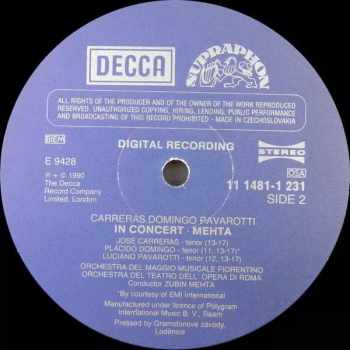 DECCA
SUPRAPHON
ALL RIGHTS OF THE PRODUCER AND OF THE OWNER OF THE WORK REPRODUCED
RESERVED. UNAUTHORIZED COPYING, HIRING, LENDING, PUBLIC PERFORMANCE
AND BROADCASTING OF THIS RECORD PROHIBITED - MADE IN CZECHOSLOVAKIA
BIEM
DIGITAL RECORDING
STEREO
E 9428
OSA
℗ + © 1990
The Decca
Record Company
Limited, London
11 1481-1 231
SIDE 2
CARRERAS DOMINGO PAVAROTTI
IN CONCERT · MEHTA
JOSÉ CARRERAS - tenor (13-17)
PLACIDO DOMINGO - tenor (11, 13-17)*
LUCIANO PAVAROTTI - tenor (12, 13-17)
ORCHESTRA DEL MAGGIO MUSICALE FIORENTINO
ORCHESTRA DEL TEATRO DELL' OPERA DI ROMA
Conductor ZUBIN MEHTA
*By courtesy of EMI International
Manufactured under licence of Polygram
International Music B. V., Baarn
Pressed by Gramofonové závody,
Loděnice